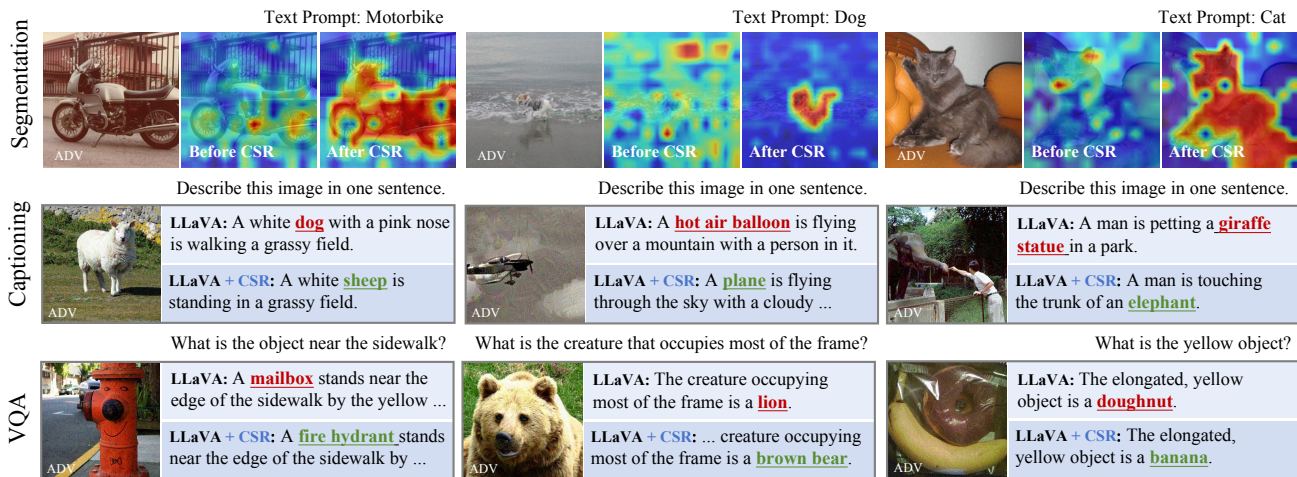 Segmentation
Text Prompt: Motorbike
ADV
Before CSR
After CSR
Text Prompt: Dog
ADV
Before CSR
After CSR
Text Prompt: Cat
ADV
Before CSR
After CSR
Captioning
Describe this image in one sentence.
ADV
LLaVA: A white dog with a pink nose
is walking a grassy field.
LLaVA + CSR: A white sheep is
standing in a grassy field.
Describe this image in one sentence.
ADV
LLaVA: A hot air balloon is flying
over a mountain with a person in it.
LLaVA + CSR: A plane is flying
through the sky with a cloudy ...
Describe this image in one sentence.
ADV
LLaVA: A man is petting a giraffe
statue in a park.
LLaVA + CSR: A man is touching
the trunk of an elephant.
VQA
What is the object near the sidewalk?
ADV
LLaVA: A mailbox stands near the
edge of the sidewalk by the yellow ...
LLaVA + CSR: A fire hydrant stands
near the edge of the sidewalk by ...
What is the creature that occupies most of the frame?
ADV
LLaVA: The creature occupying
most of the frame is a lion.
LLaVA + CSR: ... creature occupying
most of the frame is a brown bear.
What is the yellow object?
ADV
LLaVA: The elongated, yellow
object is a doughnut.
LLaVA + CSR: The elongated,
yellow object is a banana.